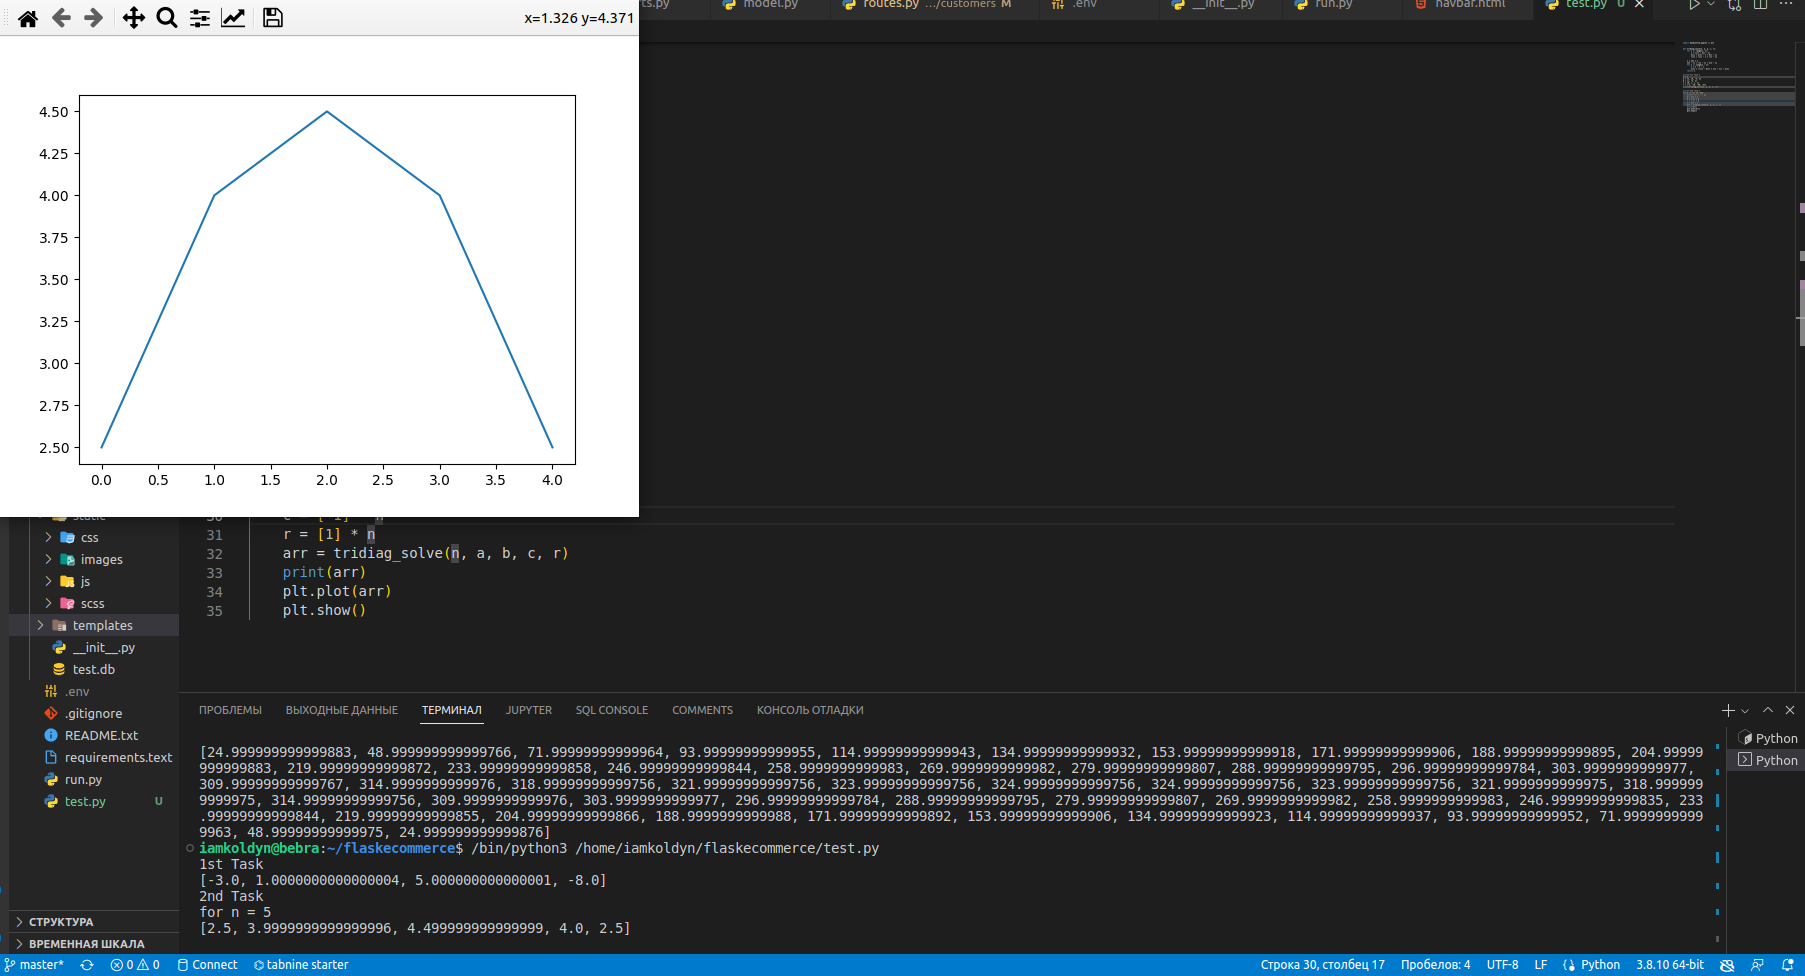 x=1.326 y=4.371
rts.py
model.py
routes.py .../customers M
.env
__init__.py
run.py
navbar.html
test.py U
4.50
4.25
4.00
3.75
3.50
3.25
3.00
2.75
2.50
0.0 0.5 1.0 1.5 2.0 2.5 3.0 3.5 4.0
static
css
images
js
scss
templates
__init__.py
test.db
.env
.gitignore
README.txt
requirements.text
run.py
test.py U
СТРУКТУРА
ВРЕМЕННАЯ ШКАЛА
31 r = [1] * n
32 arr = tridiag_solve(n, a, b, c, r)
33 print(arr)
34 plt.plot(arr)
35 plt.show()
ПРОБЛЕМЫ ВЫХОДНЫЕ ДАННЫЕ ТЕРМИНАЛ JUPYTER SQL CONSOLE COMMENTS КОНСОЛЬ ОТЛАДКИ
[24.999999999999883, 48.999999999999766, 71.99999999999964, 93.99999999999955, 114.99999999999943, 134.99999999999932, 153.99999999999918, 171.99999999999906, 188.99999999999895, 204.99999
999999883, 219.99999999999872, 233.99999999999858, 246.99999999999844, 258.9999999999983, 269.9999999999982, 279.99999999999807, 288.99999999999795, 296.99999999999784, 303.9999999999977,
309.99999999999767, 314.9999999999976, 318.99999999999756, 321.99999999999756, 323.99999999999756, 324.99999999999756, 324.99999999999756, 323.99999999999756, 321.9999999999975, 318.999999
9999975, 314.99999999999756, 309.9999999999976, 303.9999999999977, 296.99999999999784, 288.99999999999795, 279.99999999999807, 269.9999999999982, 258.9999999999983, 246.99999999999835, 233
.99999999999844, 219.99999999999855, 204.99999999999866, 188.9999999999988, 171.99999999999892, 153.99999999999906, 134.99999999999923, 114.99999999999937, 93.99999999999952, 71.9999999999
9963, 48.99999999999975, 24.999999999999876]
iamkoldyn@bebra:~/flaskecommerce$ /bin/python3 /home/iamkoldyn/flaskecommerce/test.py
1st Task
[-3.0, 1.0000000000000004, 5.000000000000001, -8.0]
2nd Task
for n = 5
[2.5, 3.9999999999999996, 4.499999999999999, 4.0, 2.5]
Python
Python
master* 0 0 Connect tabnine starter Строка 30, столбец 17 Пробелов: 4 UTF-8 LF Python 3.8.10 64-bit